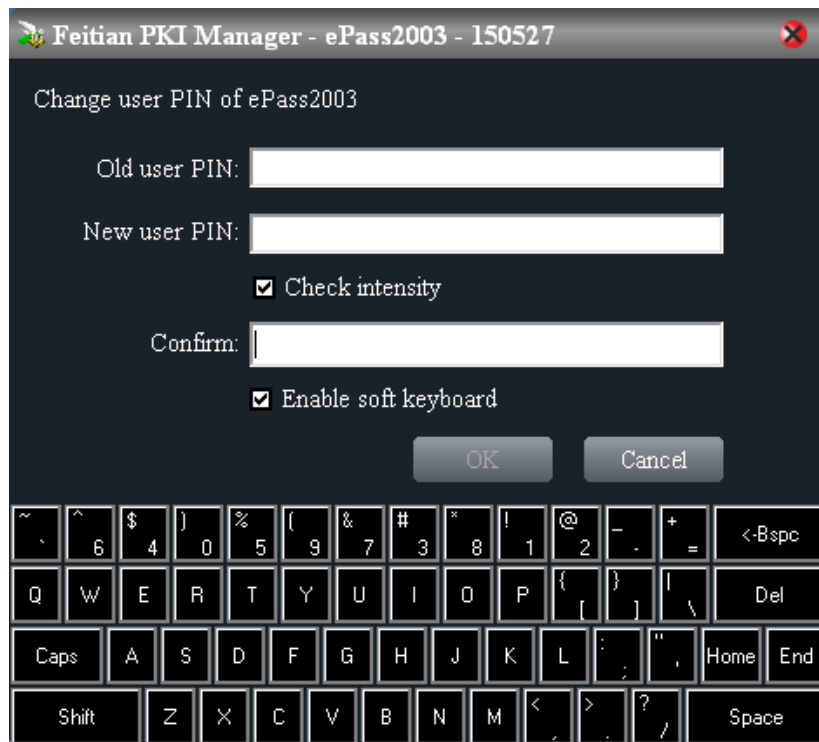 Feitian PKI Manager - ePass2003 - 150527
Change user PIN of ePass2003
Old user PIN:
New user PIN:
Check intensity
Confirm:
Enable soft keyboard
OK Cancel
~ ` ^ 6 $ 4 ) 0 % 5 ( 9 & 7 # 3 * 8 ! 1 @ 2 _ - + = <-Bspc
Q W E R T Y U I O P { [ } ] | \ Del
Caps A S D F G H J K L : ; " ' Home End
Shift Z X C V B N M < , > . ? / Space